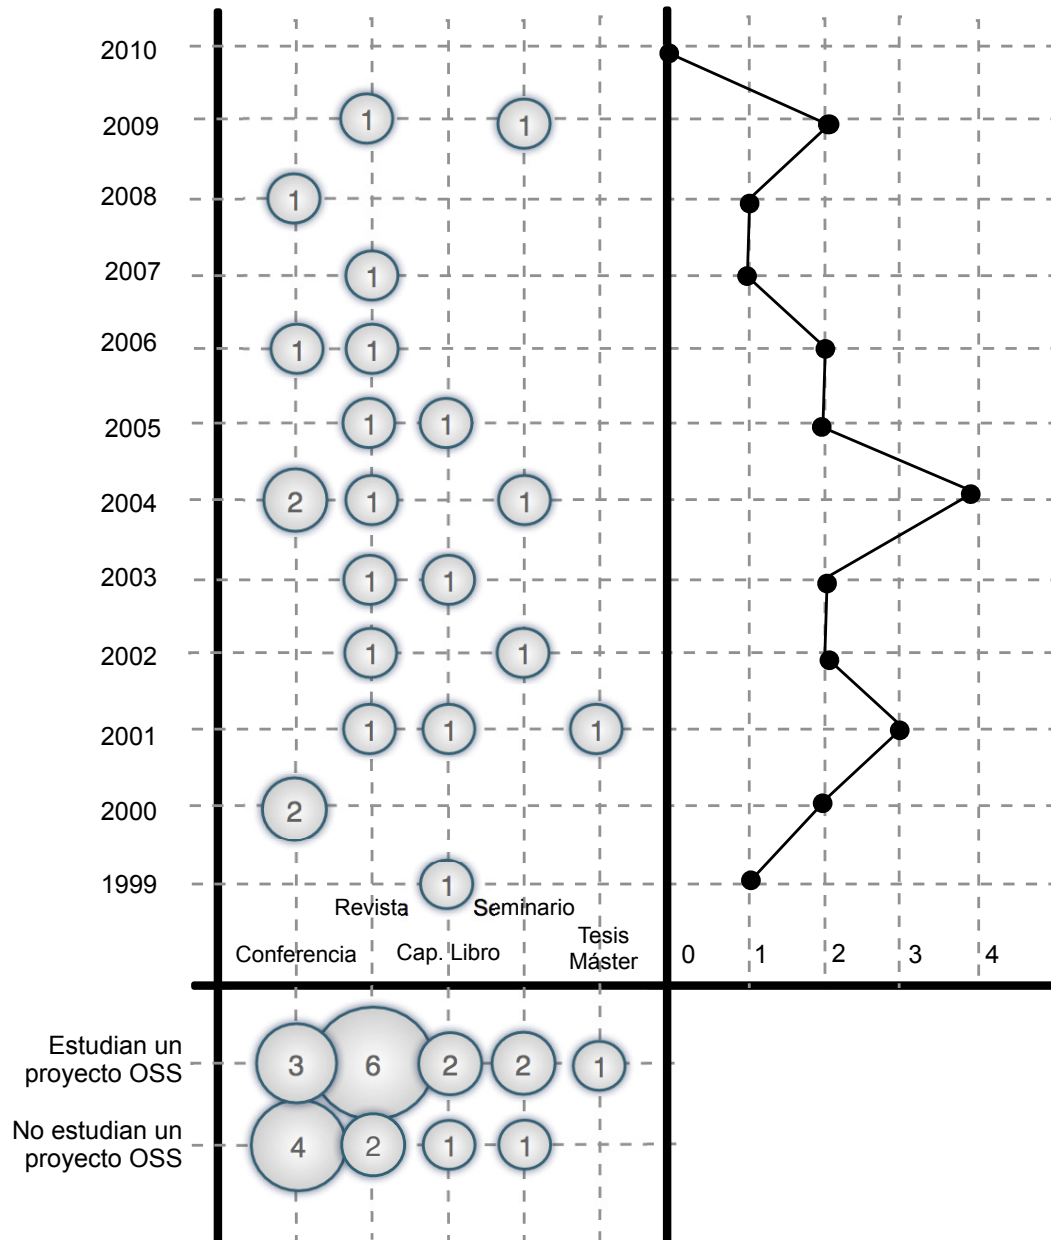 2010
2009 1 1
2008 1
2007 1
2006 1 1
2005 1 1
2004 2 1 1
2003 1 1
2002 1 1
2001 1 1 1
2000 2
1999 1
Revista Seminario
Conferencia Cap. Libro Tesis
Máster 0 1 2 3 4
Estudian un
proyecto OSS 3 6 2 2 1
No estudian un
proyecto OSS 4 2 1 1